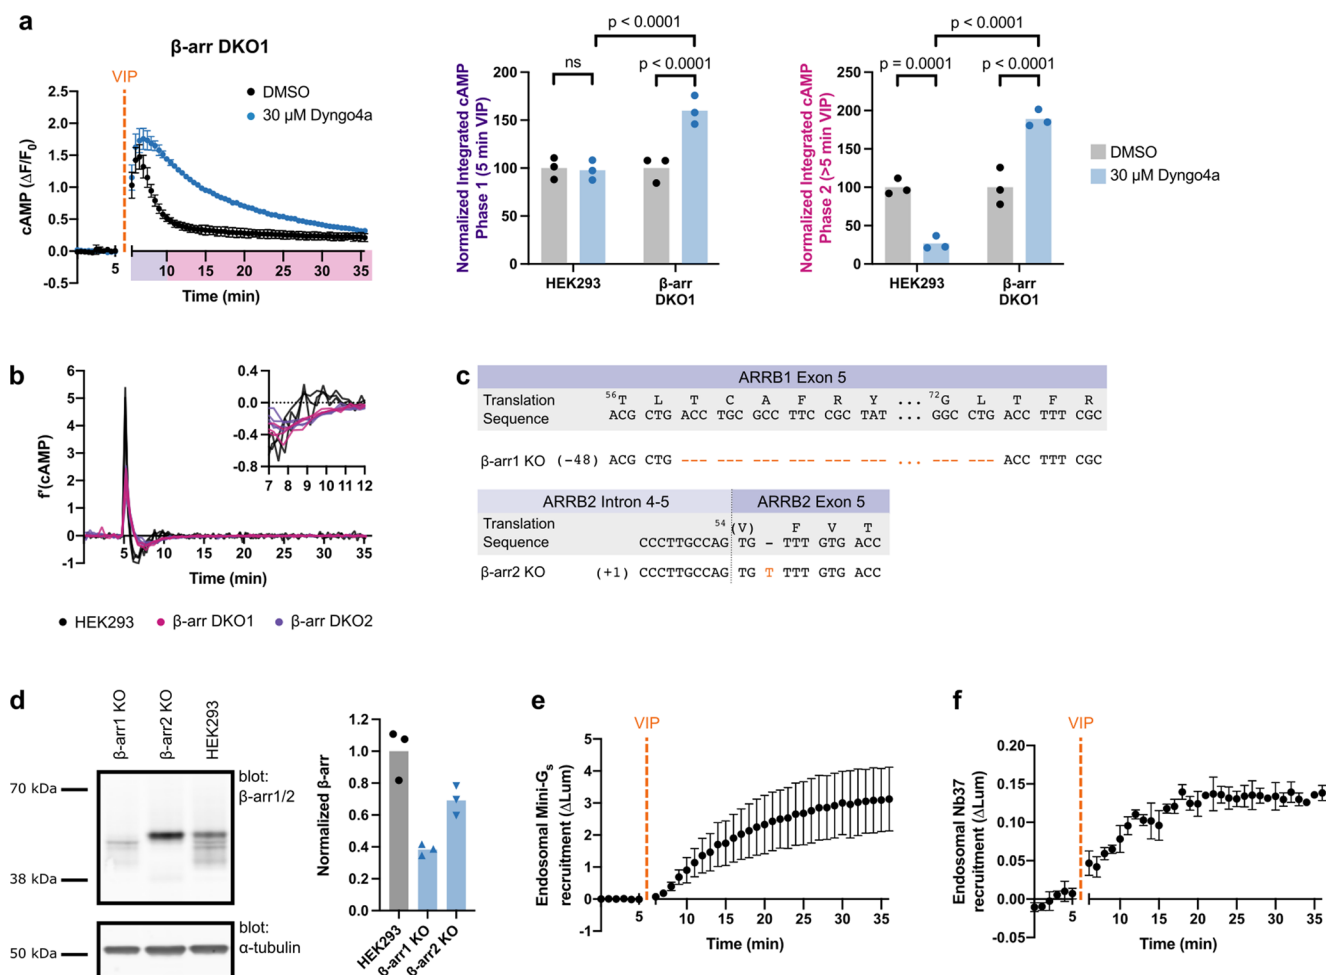 a
β-arr DKO1
VIP
DMSO
30 µM Dyngo4a
cAMP (ΔF/F0)
2.5
2.0
1.5
1.0
0.5
0.0
-0.5
5 10 15 20 25 30 35
Time (min)
p < 0.0001
ns
p < 0.0001
Normalized Integrated cAMP
Phase 1 (5 min VIP)
200
150
100
50
0
HEK293
β-arr
DKO1
p < 0.0001
p = 0.0001
p < 0.0001
Normalized Integrated cAMP
Phase 2 (>5 min VIP)
250
200
150
100
50
0
HEK293
β-arr
DKO1
DMSO
30 µM Dyngo4a
b
f'(cAMP)
6
5
4
3
2
1
0
-1
5 10 15 20 25 30 35
Time (min)
0.4
0.0
-0.4
-0.8
7 8 9 10 11 12
HEK293
β-arr DKO1
β-arr DKO2
c
ARRB1 Exon 5
Translation 56T L T C A F R Y ... 72G L T F R
Sequence ACG CTG ACC TGC GCC TTC CGC TAT ... GGC CTG ACC TTT CGC
β-arr1 KO (-48) ACG CTG --- --- --- --- --- --- ... --- --- ACC TTT CGC
ARRB2 Intron 4-5
ARRB2 Exon 5
Translation 54 (V) F V T
Sequence CCCTTGCCAG TG - TTT GTG ACC
β-arr2 KO (+1) CCCTTGCCAG TG T TTT GTG ACC
d
β-arr1 KO
β-arr2 KO
HEK293
70 kDa
38 kDa
50 kDa
blot:
β-arr1/2
blot:
α-tubulin
Normalized β-arr
1.2
1.0
0.8
0.6
0.4
0.2
0.0
HEK293
β-arr1 KO
β-arr2 KO
e
VIP
Endosomal Mini-Gs
recruitment (ΔLum)
5
4
3
2
1
0
-1
5 10 15 20 25 30 35
Time (min)
f
VIP
Endosomal Nb37
recruitment (ΔLum)
0.20
0.15
0.10
0.05
0.00
-0.05
5 10 15 20 25 30 35
Time (min)